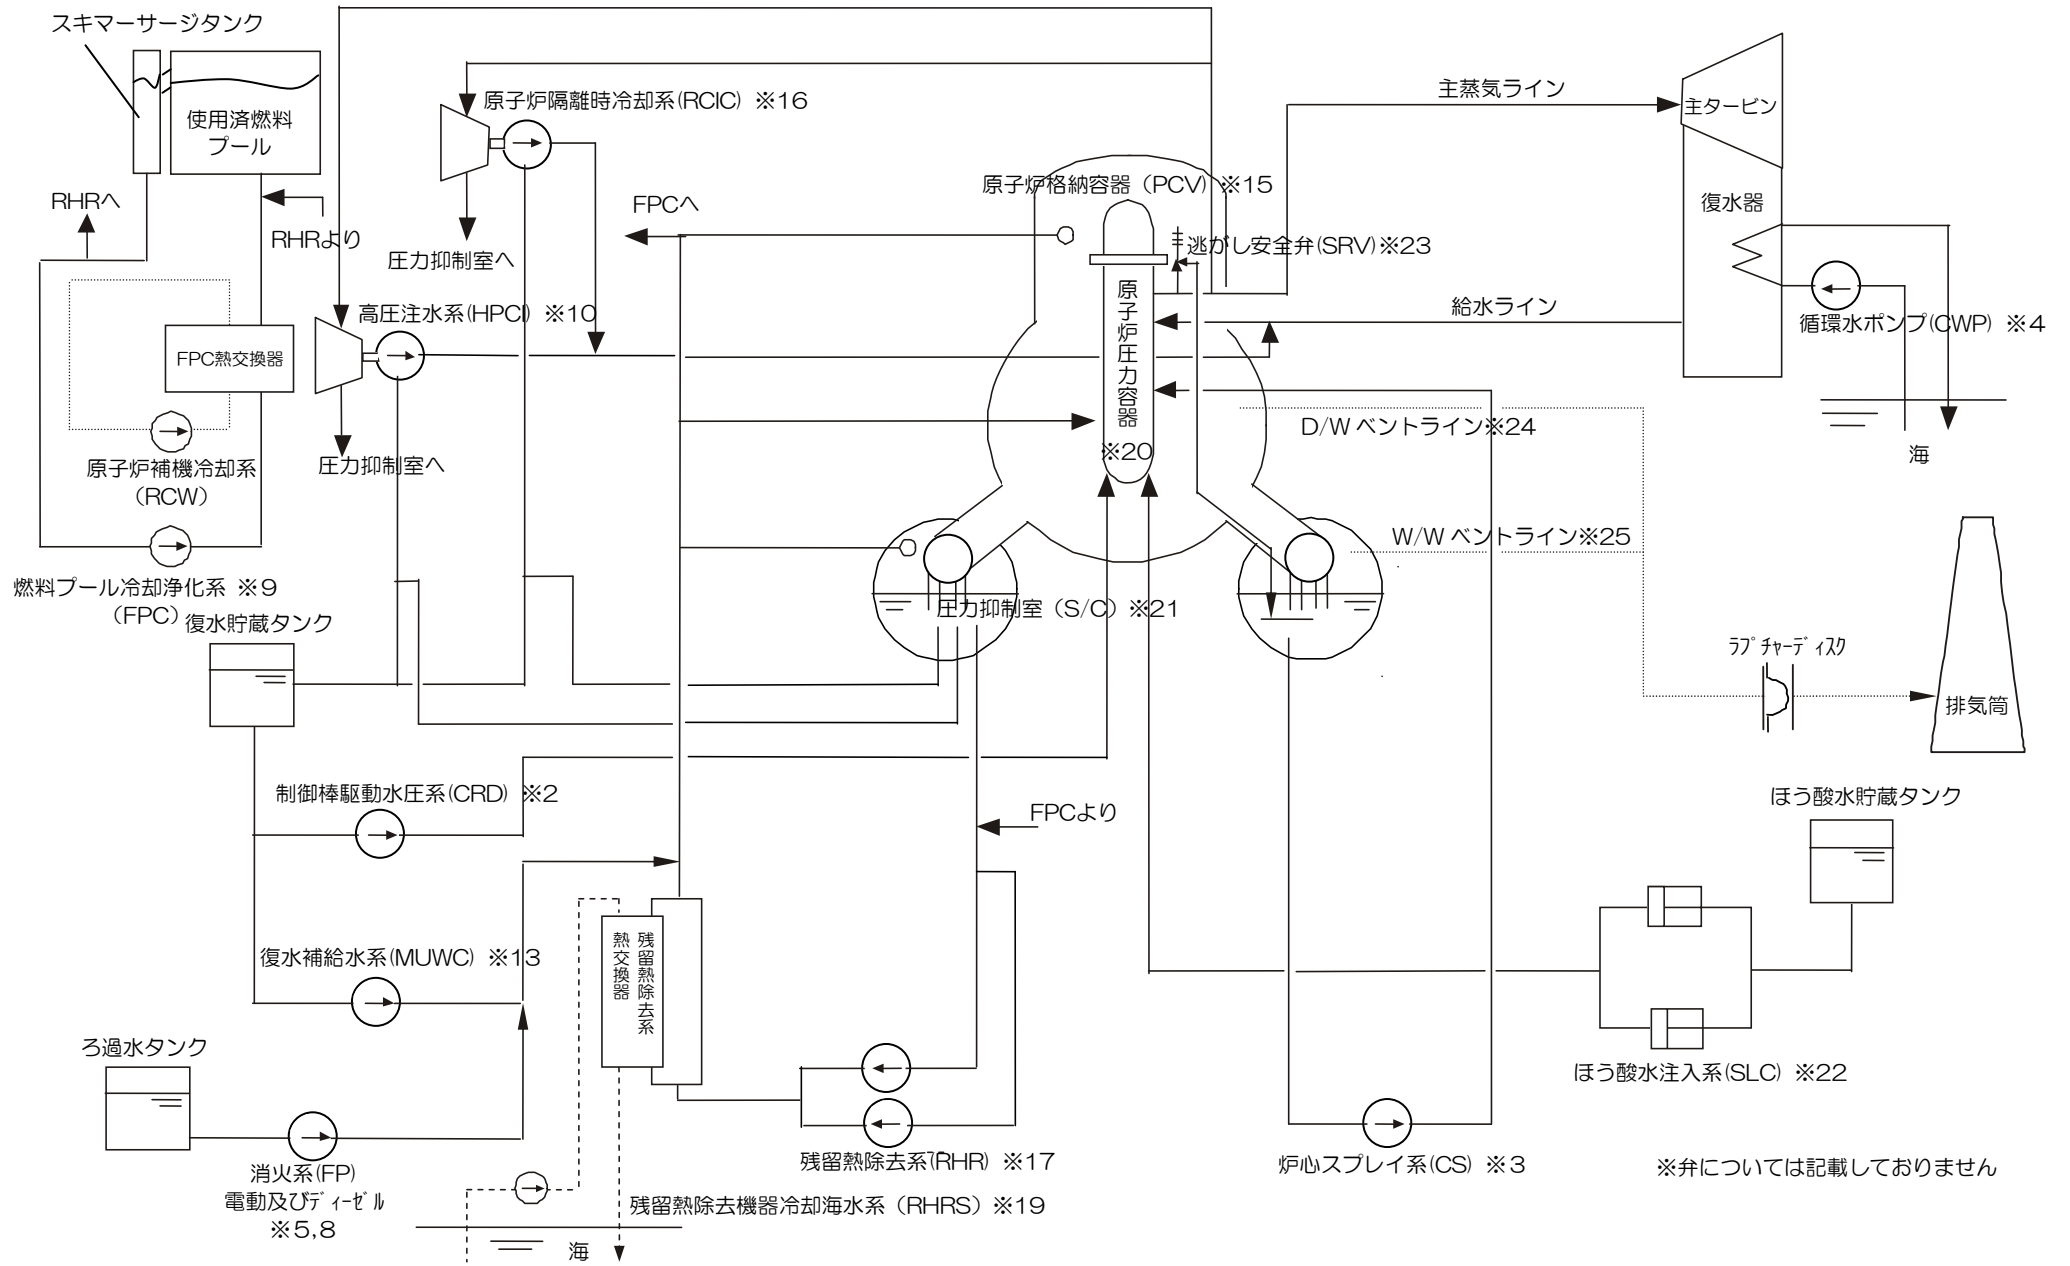 スキマーサージタンク
使用済燃料
プール
RHRへ
RHRより
FPC熱交換器
原子炉補機冷却系
（RCW）
燃料プール冷却浄化系 ※9
（FPC）
原子炉隔離時冷却系(RCIC) ※16
圧力抑制室へ
高圧注水系(HPCI) ※10
圧力抑制室へ
FPCへ
原子炉格納容器（PCV) ※15
逃がし安全弁(SRV)※23
原子炉圧力容器
※20
主蒸気ライン
主タービン
復水器
給水ライン
循環水ポンプ(CWP) ※4
海
D/W ベントライン※24
W/W ベントライン※25
圧力抑制室（S/C）※21
ﾗﾌﾟﾁｬｰﾃﾞｨｽｸ
排気筒
復水貯蔵タンク
制御棒駆動水圧系(CRD) ※2
FPCより
ほう酸水貯蔵タンク
復水補給水系(MUWC) ※13
残留熱除去系
熱交換器
ろ過水タンク
消火系(FP)
電動及びﾃﾞｨｰｾﾞﾙ
※5,8
残留熱除去系(RHR) ※17
残留熱除去機器冷却海水系（RHRS）※19
海
炉心スプレイ系(CS) ※3
ほう酸水注入系(SLC) ※22
※弁については記載しておりません